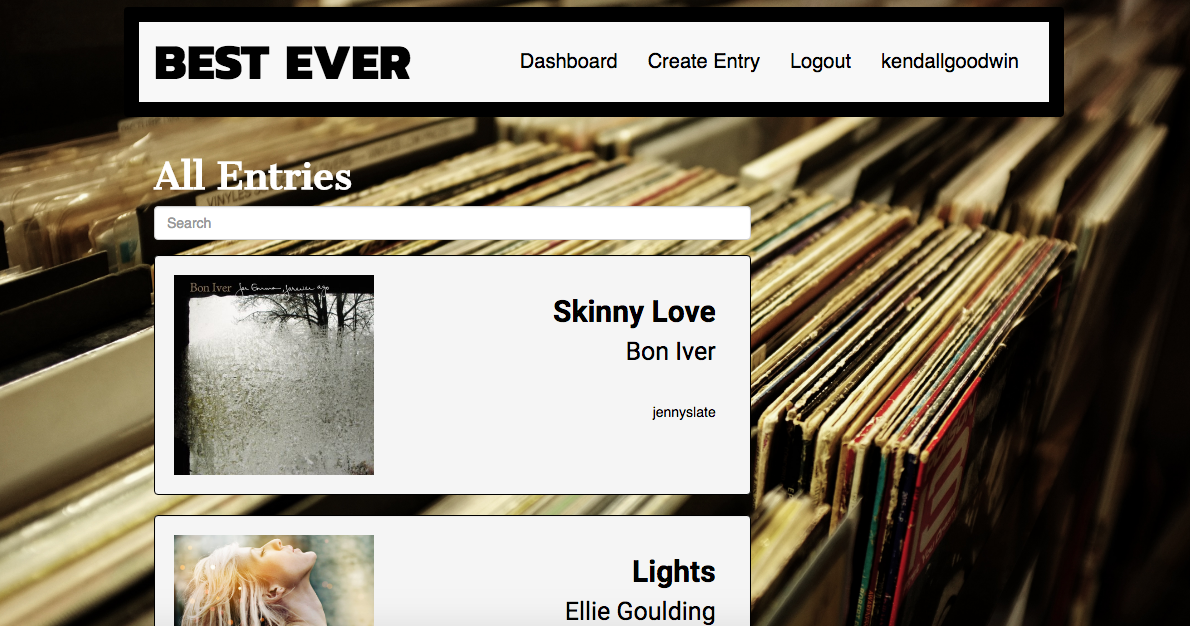 BEST EVER
Dashboard Create Entry Logout kendallgoodwin
All Entries
VINYLES
Search
Bon Iver for Emma, forever ago
Skinny Love
Bon Iver
jennyslate
Lights
Ellie Goulding